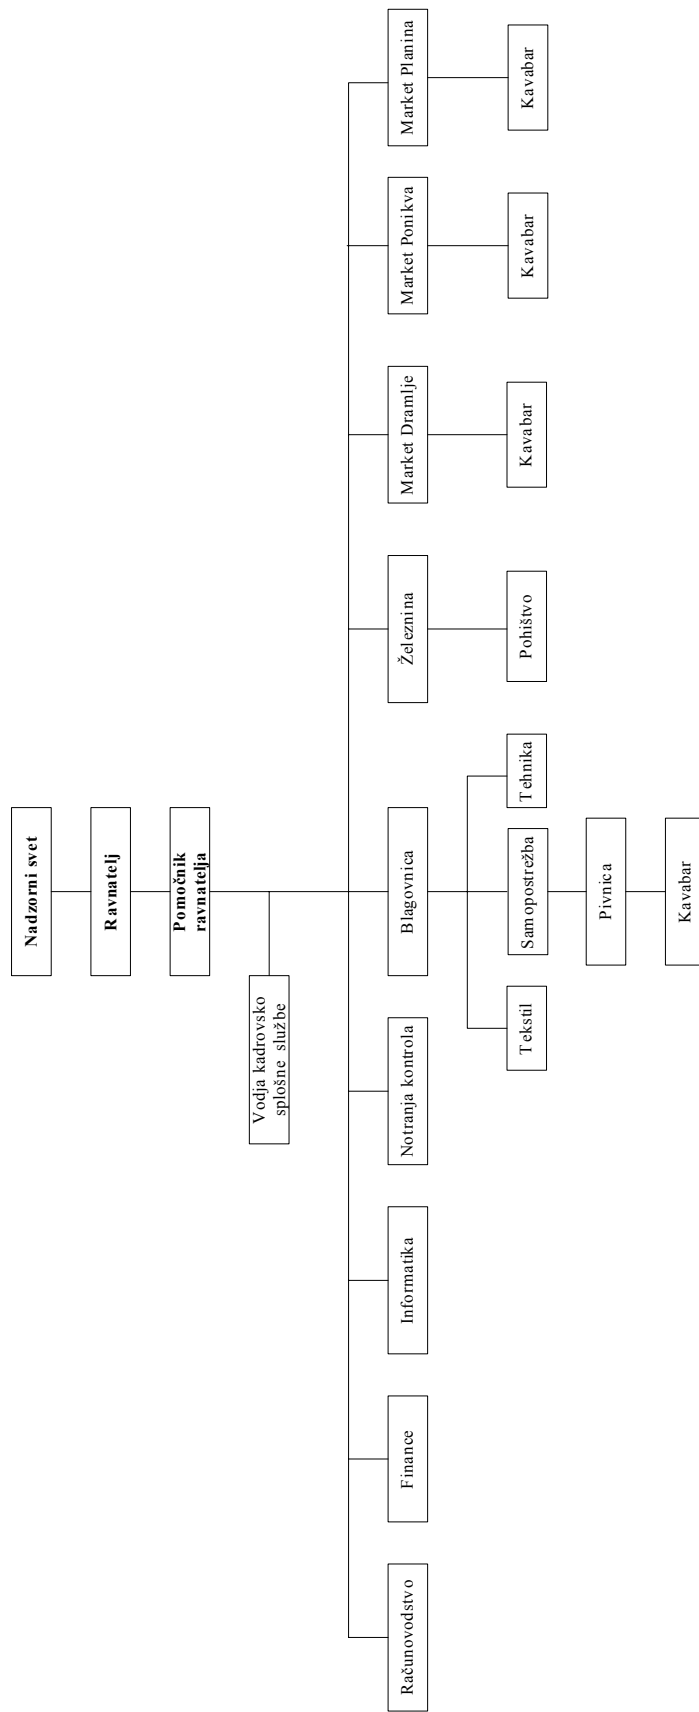 Nadzorni svet
Ravnatelj
Pomočnik
ravnatelja
Vodja kadrovsko
splošne službe
Računovodstvo
Finance
Informatika
Notranja kontrola
Blagovnica
Železnina
Market Dramlje
Market Ponikva
Market Planina
Tekstil
Samopostrežba
Tehnika
Pohištvo
Kavabar
Kavabar
Kavabar
Pivnica
Kavabar